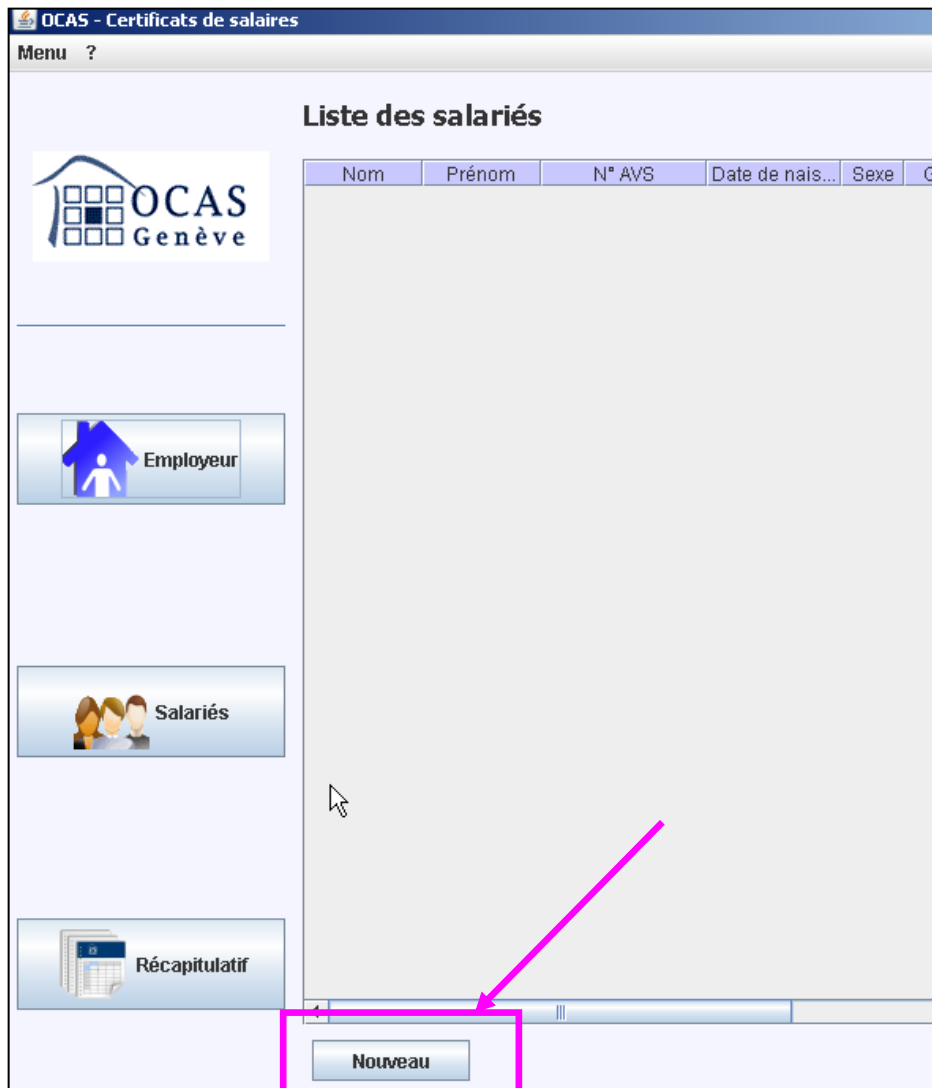 OCAS - Certificats de salaires
Menu ?
OCAS
Genève
Liste des salariés
Nom Prénom N° AVS Date de nais... Sexe
Employeur
Salariés
Récapitulatif
Nouveau